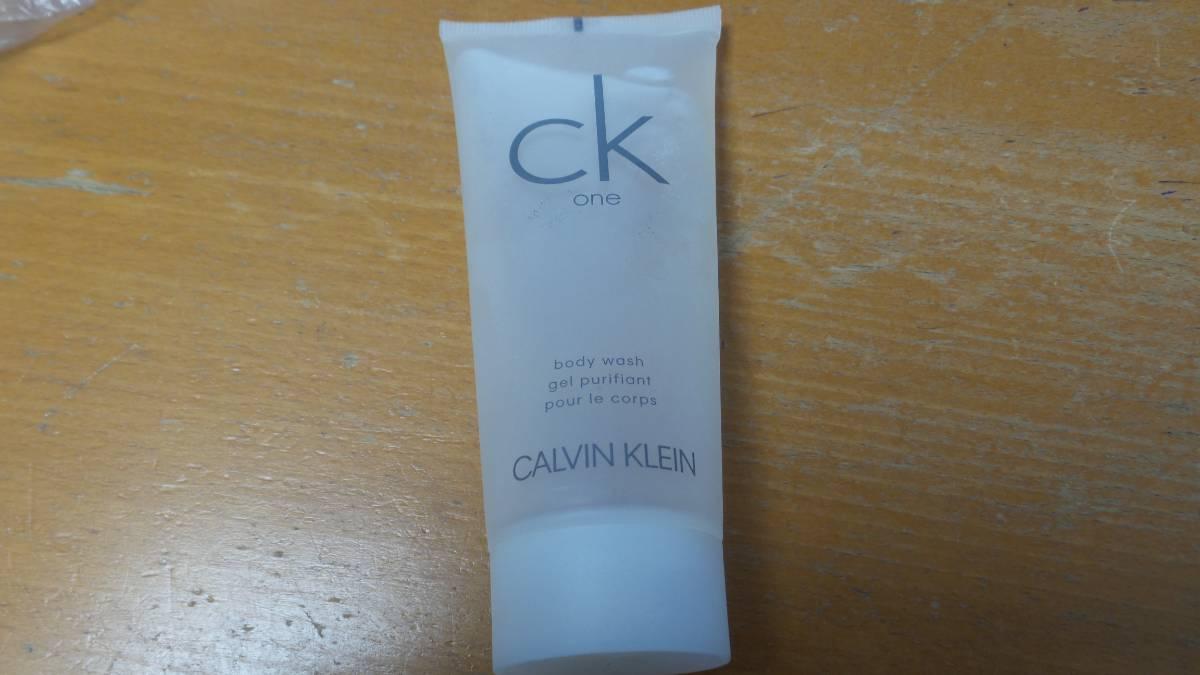 ck
one
body wash
gel purifiant
pour le corps
CALVIN KLEIN